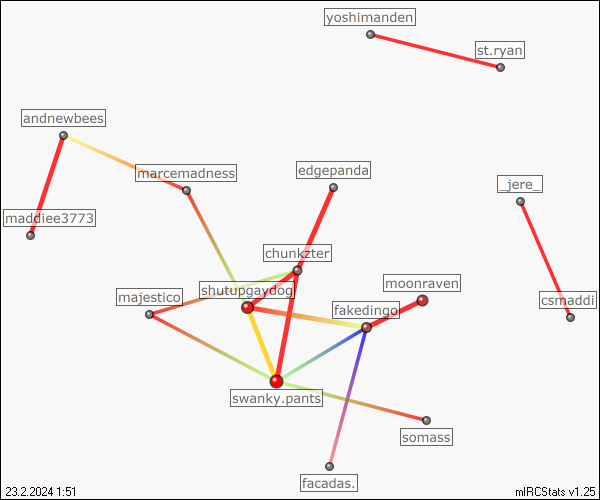 yoshimanden
st.ryan
andnewbees
marcemadness
edgepanda
_jere_
maddiee3773
chunkzter
shutupgaydog
moonraven
majestico
fakedingo
csmaddi
swanky.pants
somass
facadas.
23.2.2024 1:51
mIRCStats v1.25